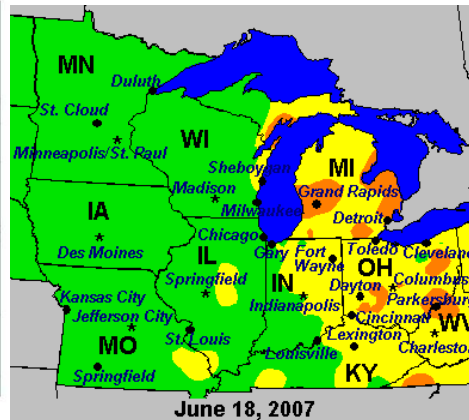 MN
Duluth
St. Cloud
WI
Minneapolis/St. Paul
Sheboygan
MI
Madison
Grand Rapids
IA
Milwaukee
Detroit
Des Moines
Chicago
Gary
Fort Wayne
Toledo
Cleveland
IL
OH
Springfield
IN
Columbus
Dayton
Kansas City
Indianapolis
Parkersburg
Jefferson City
Cincinnati
WV
St. Louis
Lexington
Charleston
MO
Louisville
Springfield
KY
June 18, 2007